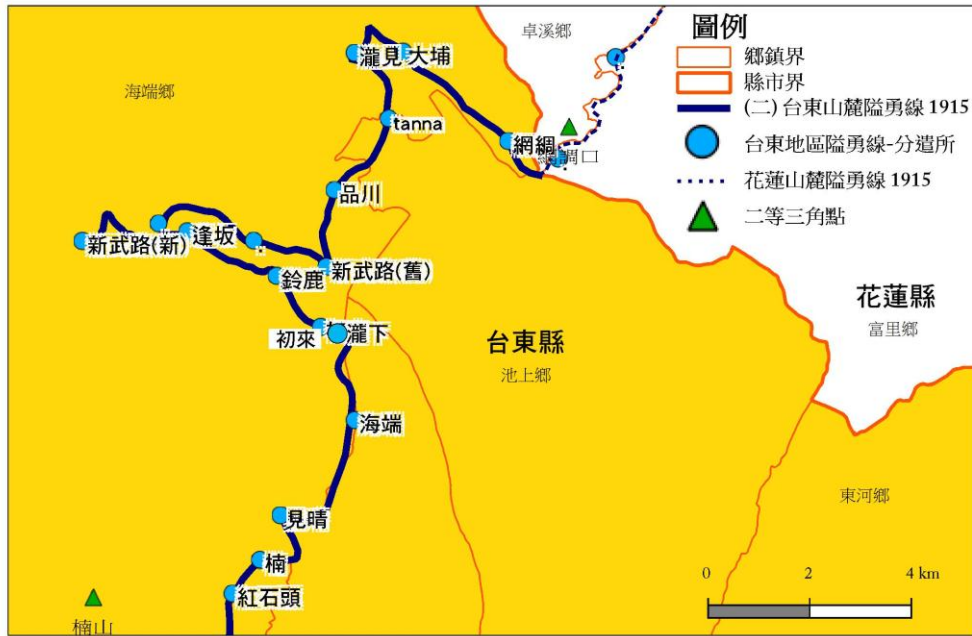 圖例
鄉鎮界
縣市界
(二) 台東山麓隘勇線 1915
台東地區隘勇線-分遣所
花蓮山麓隘勇線 1915
二等三角點
卓溪鄉
海端鄉
瀧見
大埔
tanna
網綢
網綢口
品川
新武路(新)
逢坂
新武路(舊)
鈴鹿
初來
瀧下
海端
見晴
楠
紅石頭
楠山
台東縣
池上鄉
花蓮縣
富里鄉
東河鄉
0 2 4 km